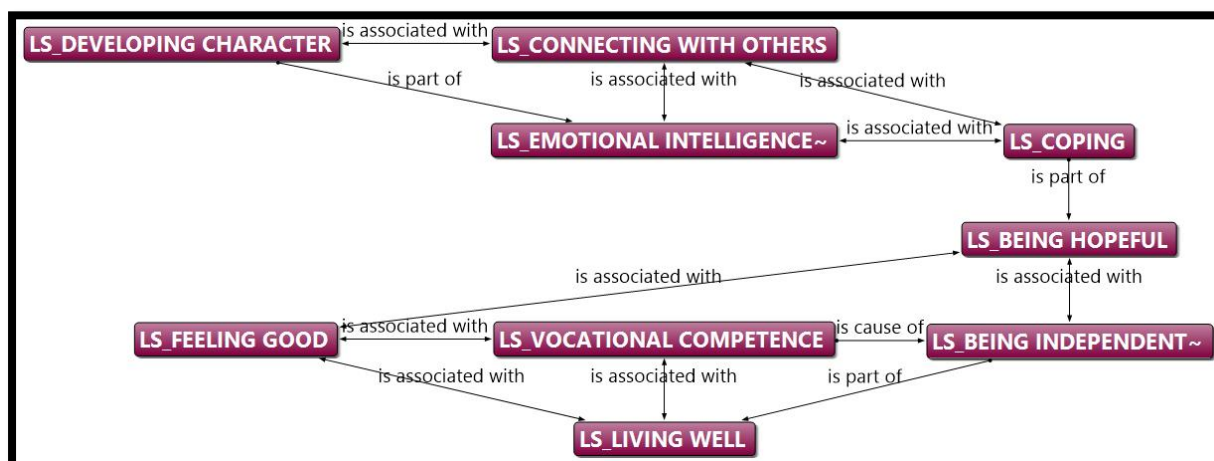 is associated with
LS_DEVELOPING CHARACTER
LS_CONNECTING WITH OTHERS
is part of
is associated with
is associated with
LS_EMOTIONAL INTELLIGENCE~
is associated with
LS_COPING
is part of
LS_BEING HOPEFUL
is associated with
is associated with
LS_FEELING GOOD
is associated with
LS_VOCATIONAL COMPETENCE
is cause of
LS_BEING INDEPENDENT~
is associated with
is associated with
is part of
LS_LIVING WELL